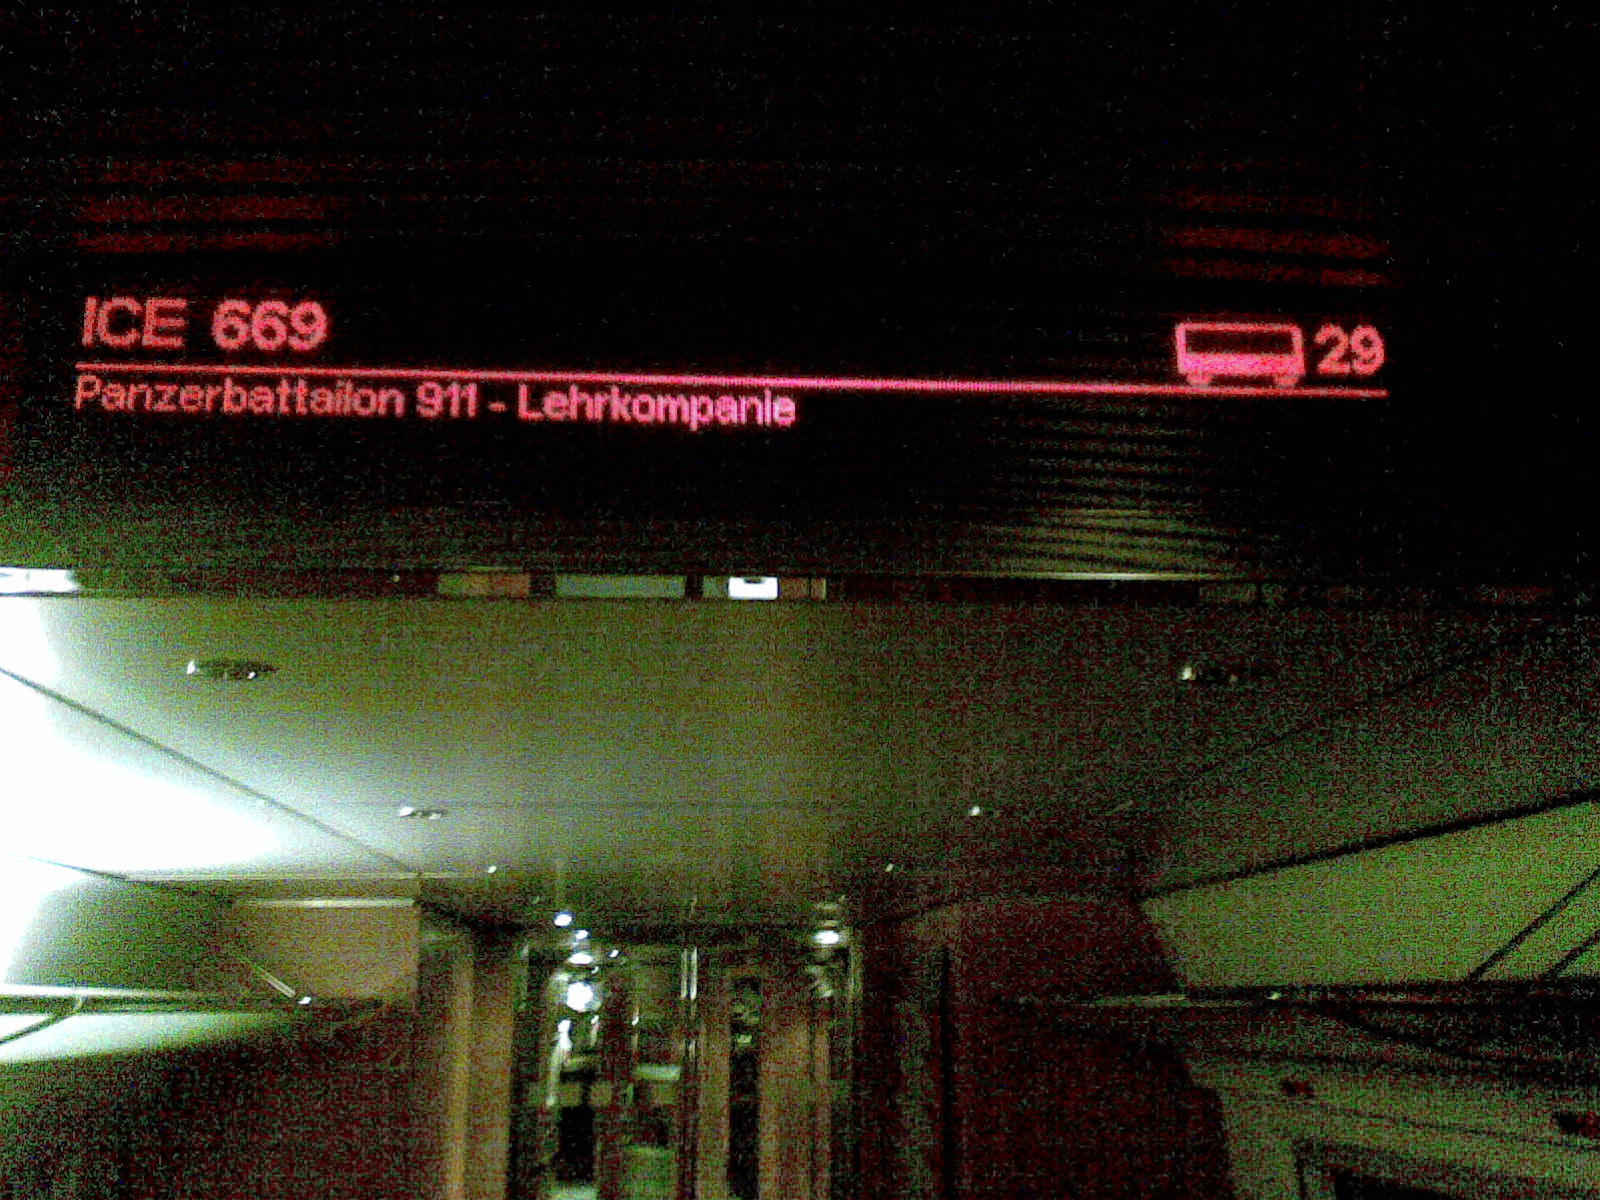 ICE 669
29
Panzerbattailon 911 - Lehrkompanie